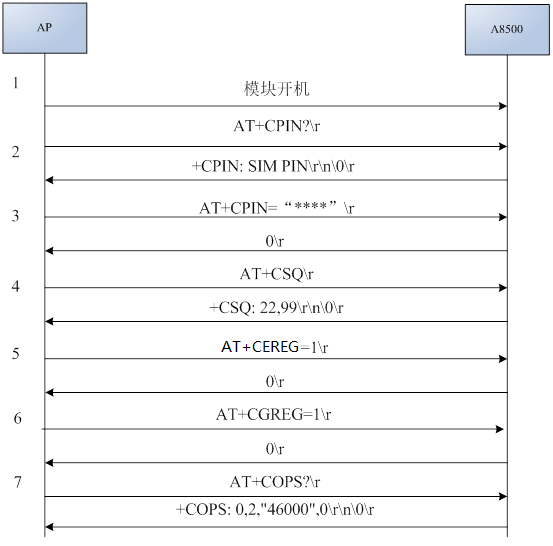 AP
A8500
1
模块开机
AT+CPIN?\r
2
+CPIN: SIM PIN\r\n\0\r
3
AT+CPIN=“****”\r
0\r
4
AT+CSQ\r
+CSQ: 22,99\r\n\0\r
5
AT+CEREG=1\r
0\r
6
AT+CGREG=1\r
0\r
7
AT+COPS?\r
+COPS: 0,2,"46000",0\r\n\0\r